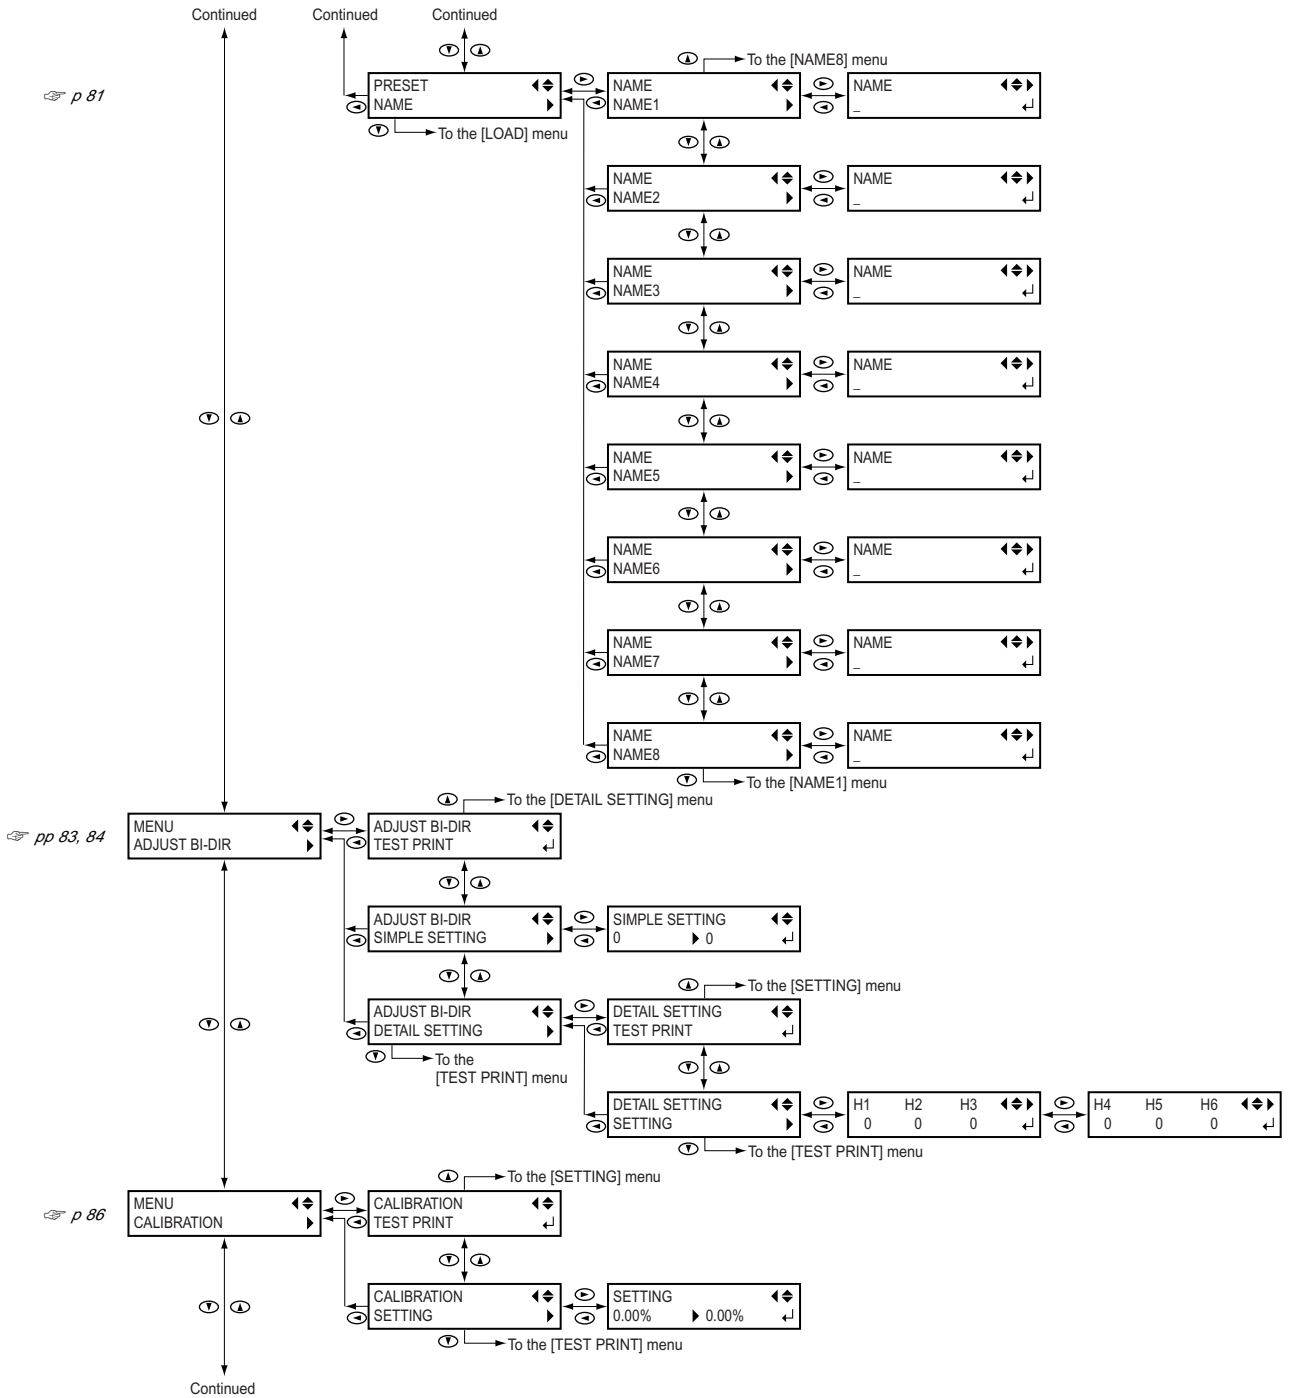 Continued
Continued
Continued
To the [NAME8] menu
p 81
PRESET
NAME
To the [LOAD] menu
NAME
NAME1
NAME
_
NAME
NAME2
NAME
_
NAME
NAME3
NAME
_
NAME
NAME4
NAME
_
NAME
NAME5
NAME
_
NAME
NAME6
NAME
_
NAME
NAME7
NAME
_
NAME
NAME8
NAME
_
To the [NAME1] menu
To the [DETAIL SETTING] menu
pp 83, 84
MENU
ADJUST BI-DIR
ADJUST BI-DIR
TEST PRINT
ADJUST BI-DIR
SIMPLE SETTING
SIMPLE SETTING
0 0
To the [SETTING] menu
ADJUST BI-DIR
DETAIL SETTING
To the
[TEST PRINT] menu
DETAIL SETTING
TEST PRINT
DETAIL SETTING
SETTING
H1 H2 H3
0 0 0
H4 H5 H6
0 0 0
To the [TEST PRINT] menu
To the [SETTING] menu
p 86
MENU
CALIBRATION
CALIBRATION
TEST PRINT
CALIBRATION
SETTING
SETTING
0.00% 0.00%
To the [TEST PRINT] menu
Continued